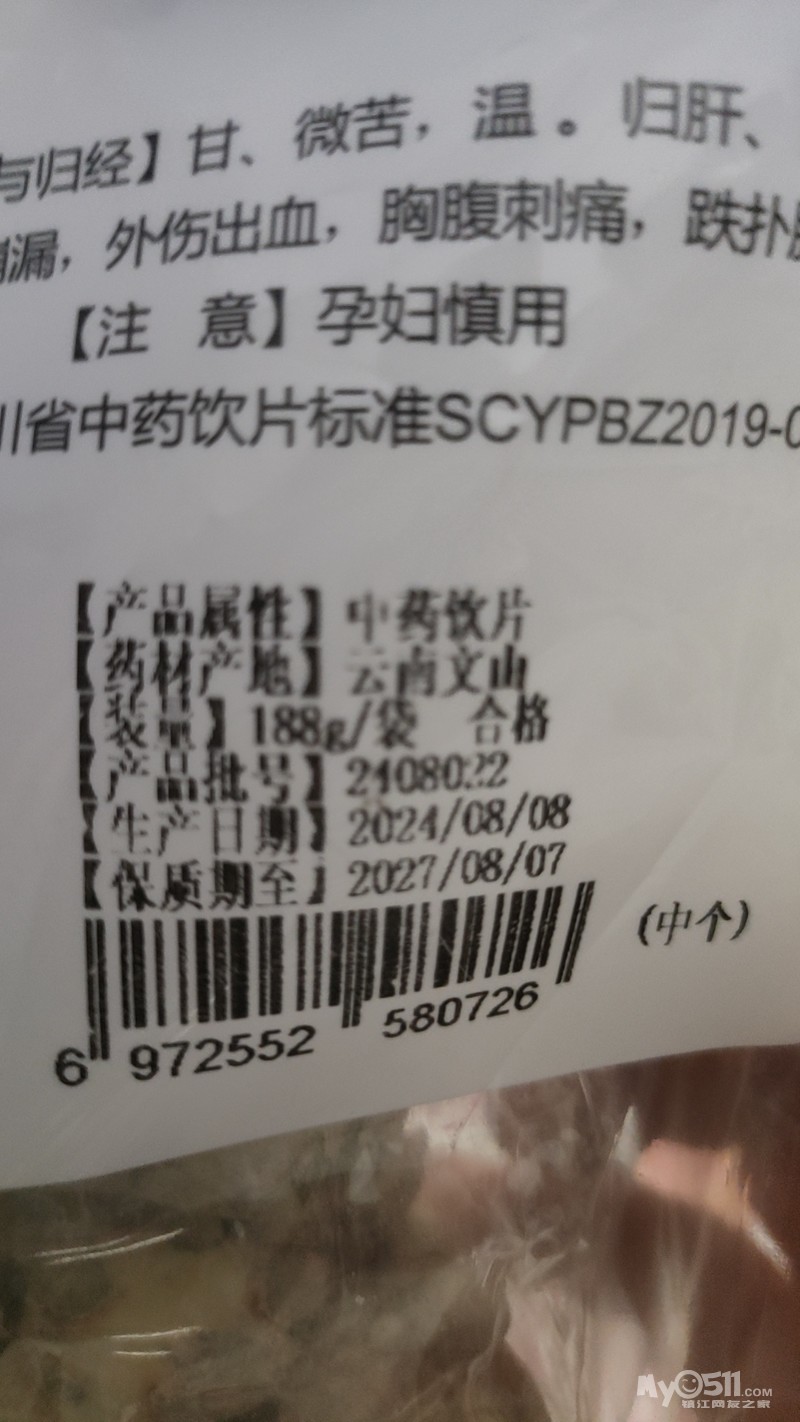 与归经】甘、微苦，温。归肝、
漏，外伤出血，胸腹刺痛，跌扑
【注 意】孕妇慎用
川省中药饮片标准SCYPBZ2019-0
【产品属性】中药饮片
【药材产地】云南文山
【装量】188g/袋 合格
【产品批号】2408022
【生产日期】2024/08/08
【保质期至】2027/08/07
(中个)
6 972552 580726
My0511.COM
镇江网友之家